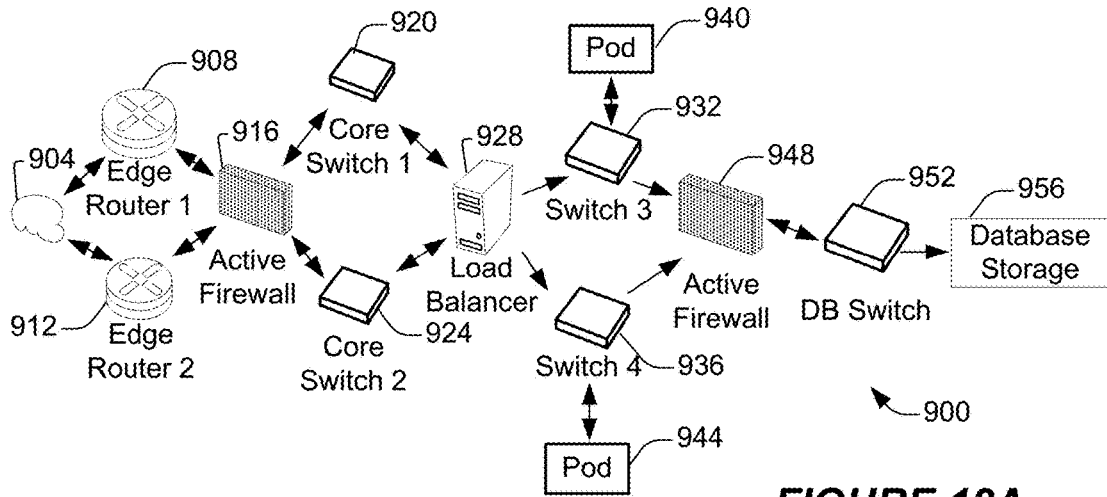 920
940
Pod
908
932
916
928
948
904
Core
Switch 1
952
956
Edge
Router 1
Switch 3
Database
Storage
Active
Firewall
Load
Balancer
Active
Firewall
DB Switch
912
Edge
Router 2
924
Core
Switch 2
Switch 4
936
900
Pod
944